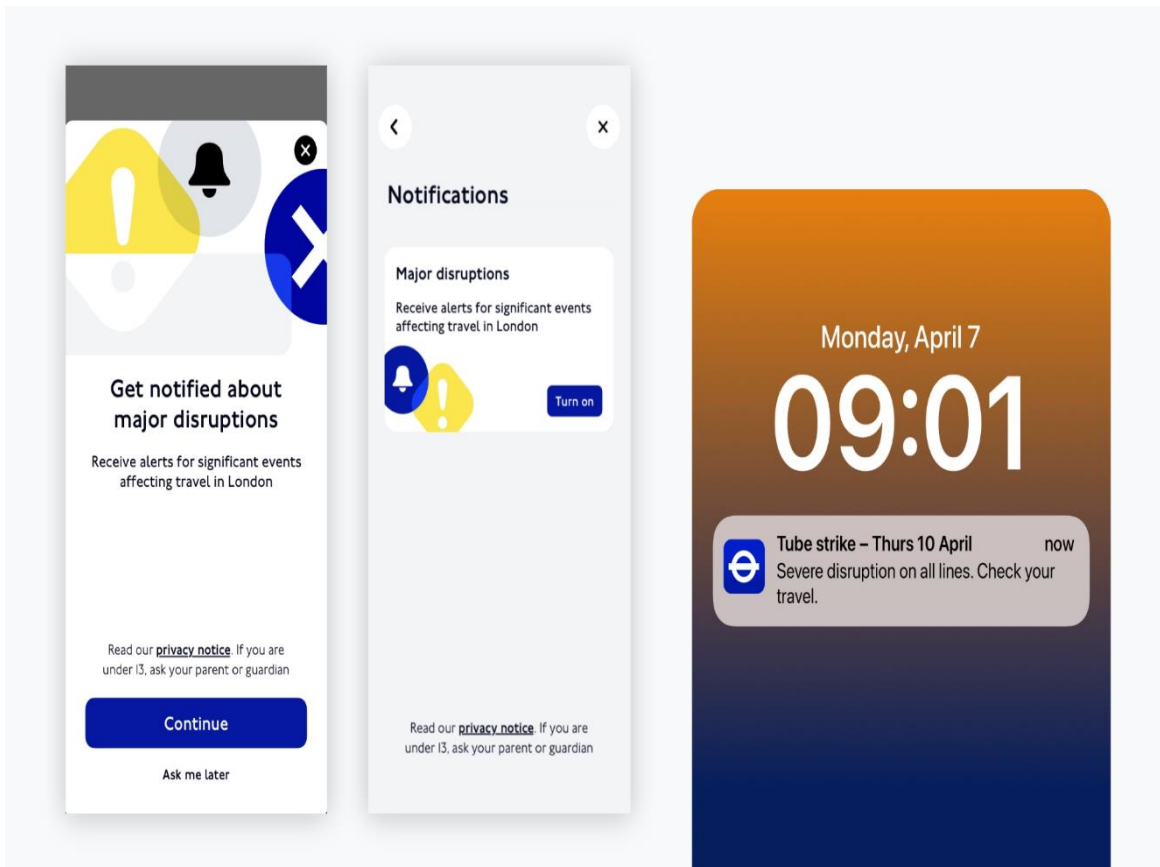 Get notified about
major disruptions
Receive alerts for significant events
affecting travel in London
Read our privacy notice. If you are
under 13, ask your parent or guardian
Continue
Ask me later
Notifications
Major disruptions
Receive alerts for significant events
affecting travel in London
Turn on
Read our privacy notice. If you are
under 13, ask your parent or guardian
Monday, April 7
09:01
Tube strike – Thurs 10 April now
Severe disruption on all lines. Check your
travel.